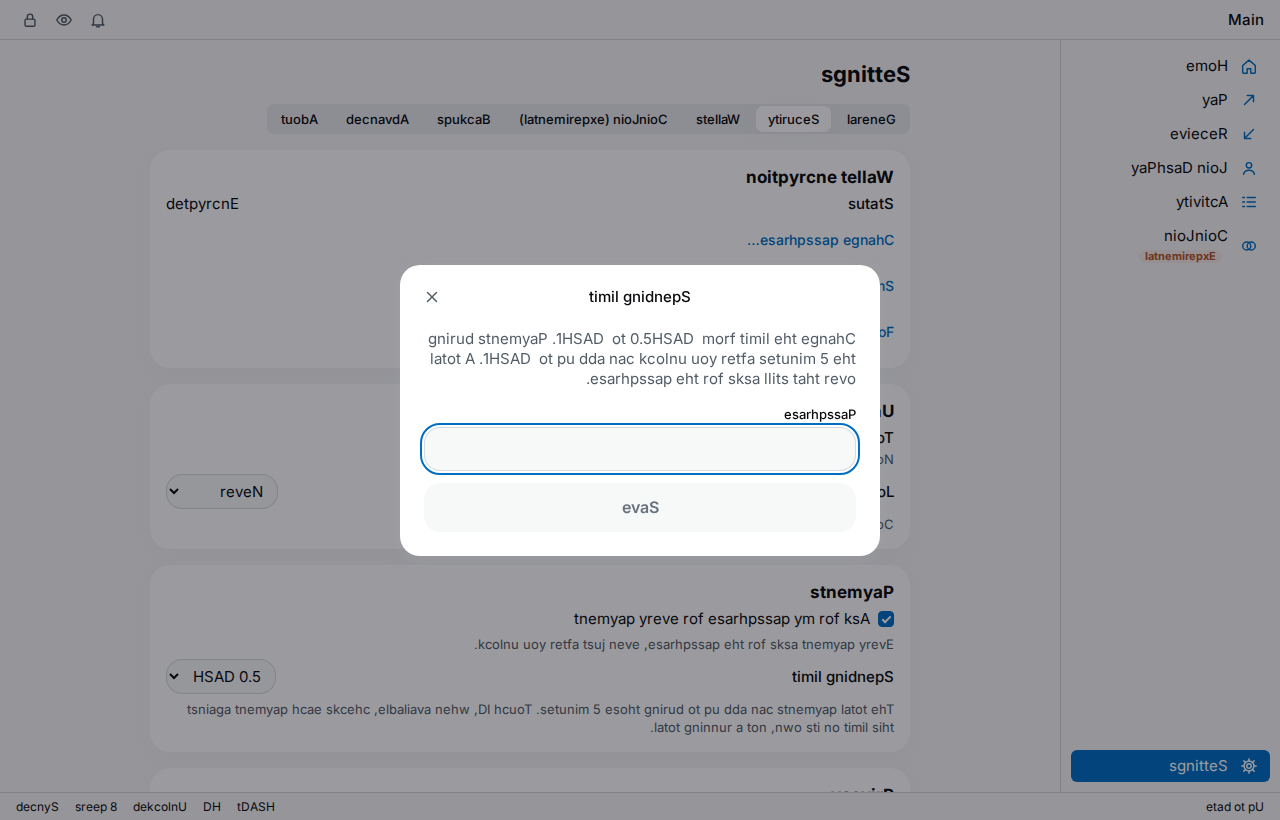 Main
emoH
yaP
evieceR
yaPhsaD nioJ
ytivitcA
nioJnioC
latnemirepxE
sgnitteS
sgnitteS
lareneG
ytiruceS
stellaW
(latnemirepxe) nioJnioC
spukcaB
decnavdA
tuobA
noitpyrcne tellaW
sutatS
detpyrcnE
...esarhpssap egnahC
timil gnidnepS
gnirud stnemyaP .1HSAD ot 0.5HSAD morf timil eht egnahC
latot A .1HSAD ot pu dda nac kcolnu uoy retfa setunim 5 eht
.esarhpssap eht rof sksa llits taht revo
esarhpssaP
evaS
reveN
stnemyaP
tnemyap yreve rof esarhpssap ym rof ksA
.kcolnu uoy retfa tsuj neve ,esarhpssap eht rof sksa tnemyap yrevE
timil gnidnepS
HSAD 0.5
tsniaga tnemyap hcae skcehc ,elbaliava nehw ,DI hcuoT .setunim 5 esoht gnirud ot pu dda nac stnemyap latot ehT
.latot gninnur a ton ,nwo sti no timil siht
decnyS
sreep 8
dekcolnU
DH
tDASH
etad ot pU